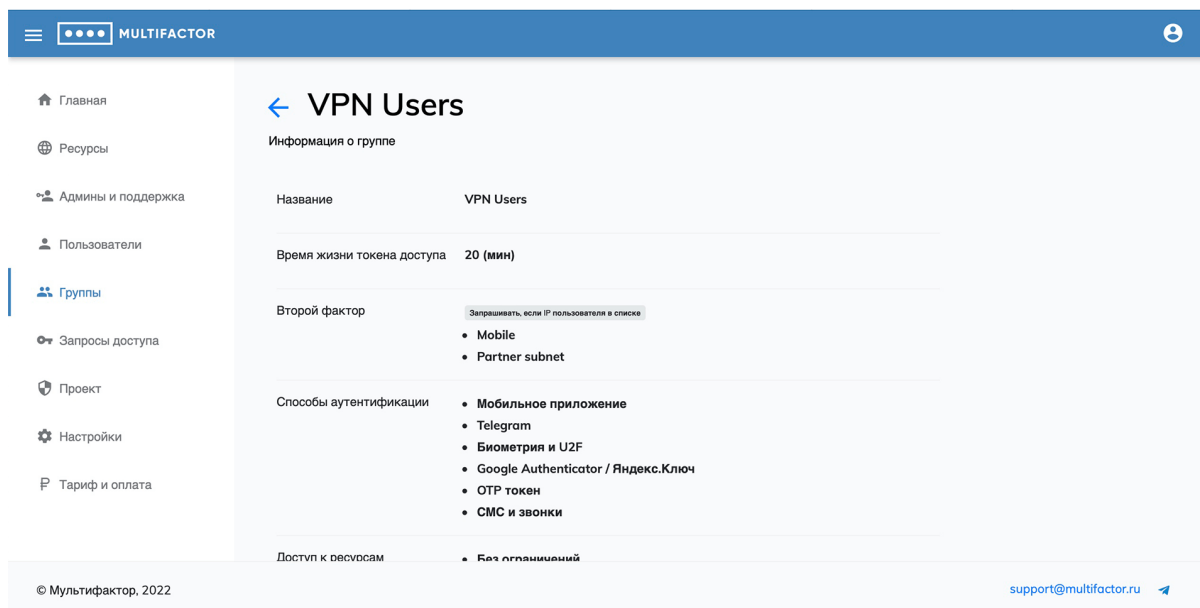 MULTIFACTOR
Главная
Ресурсы
Админы и поддержка
Пользователи
Группы
Запросы доступа
Проект
Настройки
Тариф и оплата
VPN Users
Информация о группе
Название VPN Users
Время жизни токена доступа 20 (мин)
Второй фактор Запрашивать, если IP пользователя в списке
• Mobile
• Partner subnet
Способы аутентификации • Мобильное приложение
• Telegram
• Биометрия и U2F
• Google Authenticator / Яндекс.Ключ
• OTP токен
• СМС и звонки
Доступ к ресурсам • Без ограничений
© Мультифактор, 2022 support@multifactor.ru